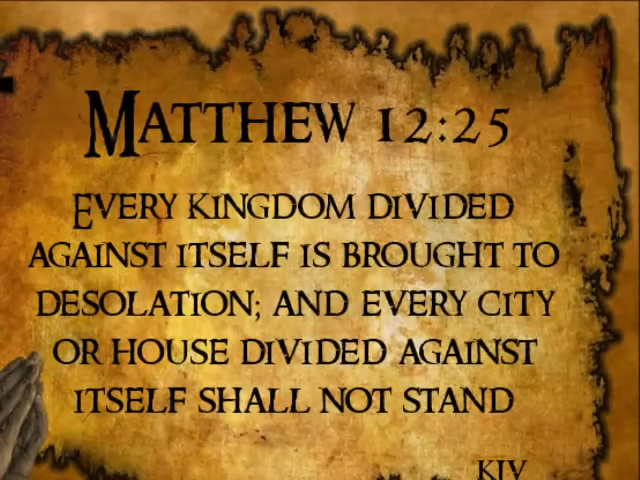 MATTHEW 12:25
EVERY KINGDOM DIVIDED
AGAINST ITSELF IS BROUGHT TO
DESOLATION; AND EVERY CITY
OR HOUSE DIVIDED AGAINST
ITSELF SHALL NOT STAND
KJV